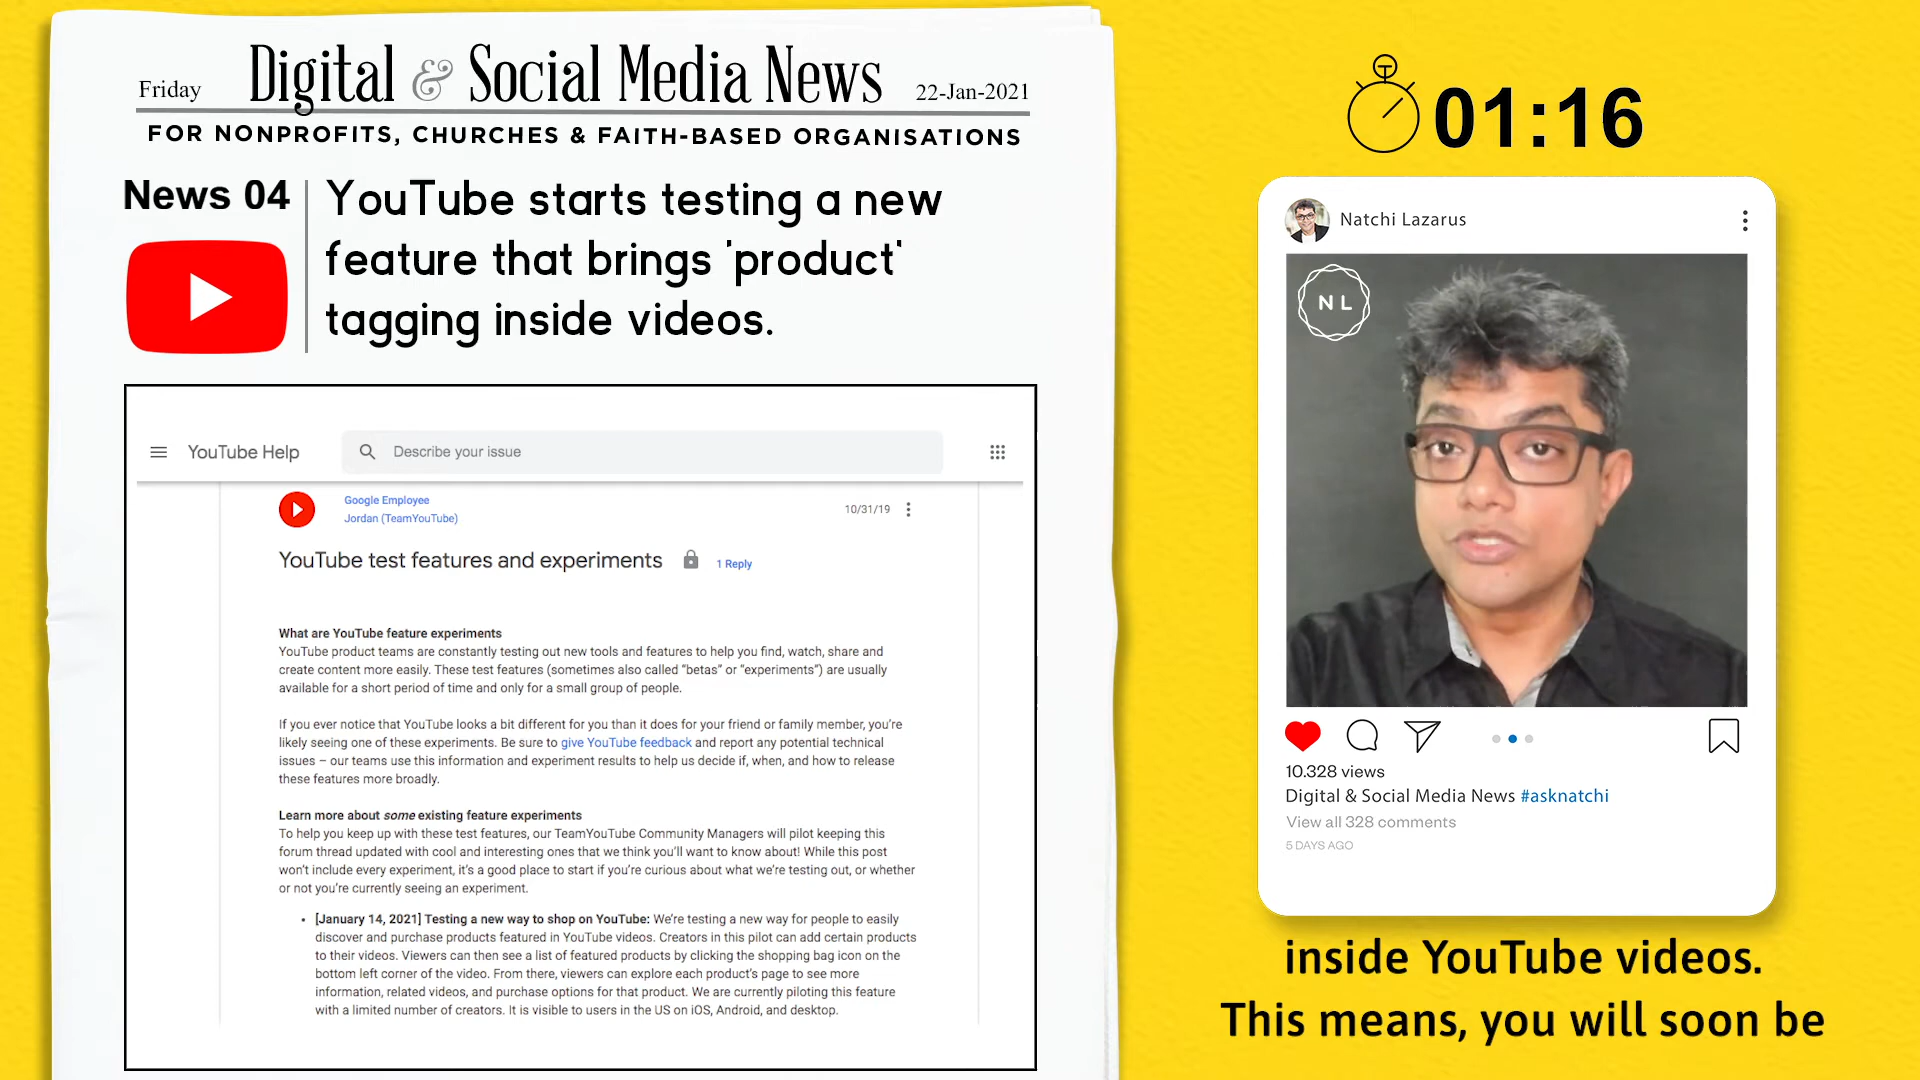 Friday
Digital & Social Media News
22-Jan-2021
FOR NONPROFITS, CHURCHES & FAITH-BASED ORGANISATIONS
News 04
YouTube starts testing a new
feature that brings 'product'
tagging inside videos.
YouTube Help
Describe your issue
Google Employee
Jordan (TeamYouTube)
10/31/19
YouTube test features and experiments
1 Reply
What are YouTube feature experiments
YouTube product teams are constantly testing out new tools and features to help you find, watch, share and
create content more easily. These test features (sometimes also called “betas” or “experiments”) are usually
available for a short period of time and only for a small group of people.
If you ever notice that YouTube looks a bit different for you than it does for your friend or family member, you’re
likely seeing one of these experiments. Be sure to give YouTube feedback and report any potential technical
issues – our teams use this information and experiment results to help us decide if, when, and how to release
these features more broadly.
Learn more about some existing feature experiments
To help you keep up with these test features, our TeamYouTube Community Managers will pilot keeping this
forum thread updated with cool and interesting ones that we think you’ll want to know about! While this post
won’t include every experiment, it’s a good place to start if you’re curious about what we’re testing out, or whether
or not you’re currently seeing an experiment.
• [January 14, 2021] Testing a new way to shop on YouTube: We’re testing a new way for people to easily
discover and purchase products featured in YouTube videos. Creators in this pilot can add certain products
to their videos. Viewers can then see a list of featured products by clicking the shopping bag icon on the
bottom left corner of the video. From there, viewers can explore each product’s page to see more
information, related videos, and purchase options for that product. We are currently piloting this feature
with a limited number of creators. It is visible to users in the US on iOS, Android, and desktop.
01:16
Natchi Lazarus
NL
10.328 views
Digital & Social Media News #asknatchi
View all 328 comments
5 DAYS AGO
inside YouTube videos.
This means, you will soon be